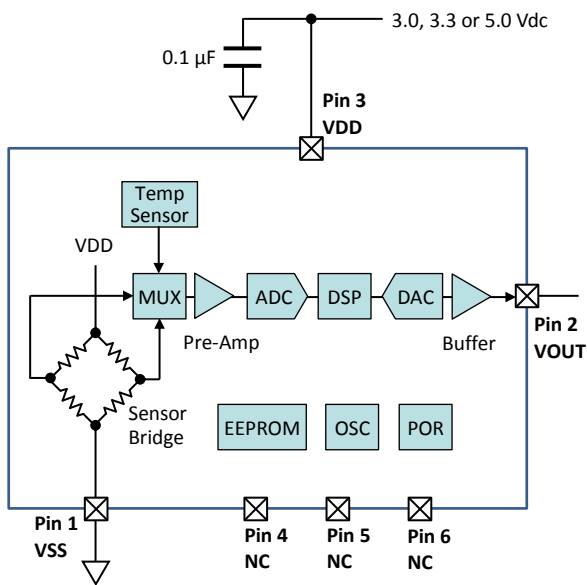 3.0, 3.3 or 5.0 Vdc
0.1 µF
Pin 3
VDD
Temp
Sensor
VDD
MUX
ADC
DSP
DAC
Pre-Amp
Buffer
Pin 2
VOUT
Sensor
Bridge
EEPROM
OSC
POR
Pin 1
VSS
Pin 4
NC
Pin 5
NC
Pin 6
NC